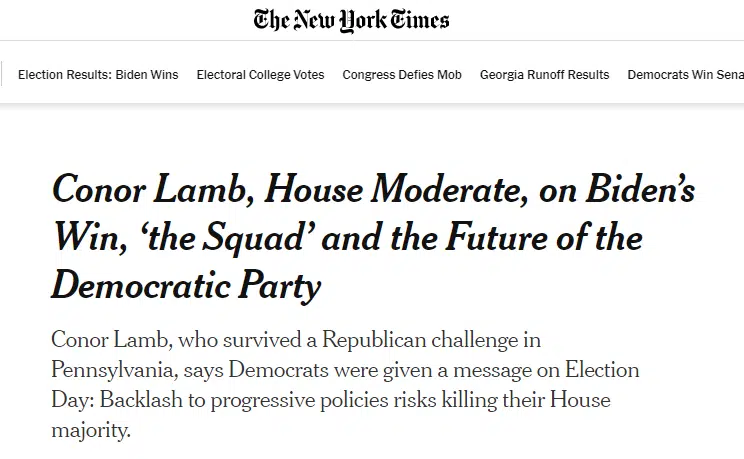 The New York Times
Election Results: Biden Wins Electoral College Votes Congress Defies Mob Georgia Runoff Results Democrats Win Sena
Conor Lamb, House Moderate, on Biden’s
Win, ‘the Squad’ and the Future of the
Democratic Party
Conor Lamb, who survived a Republican challenge in
Pennsylvania, says Democrats were given a message on Election
Day: Backlash to progressive policies risks killing their House
majority.